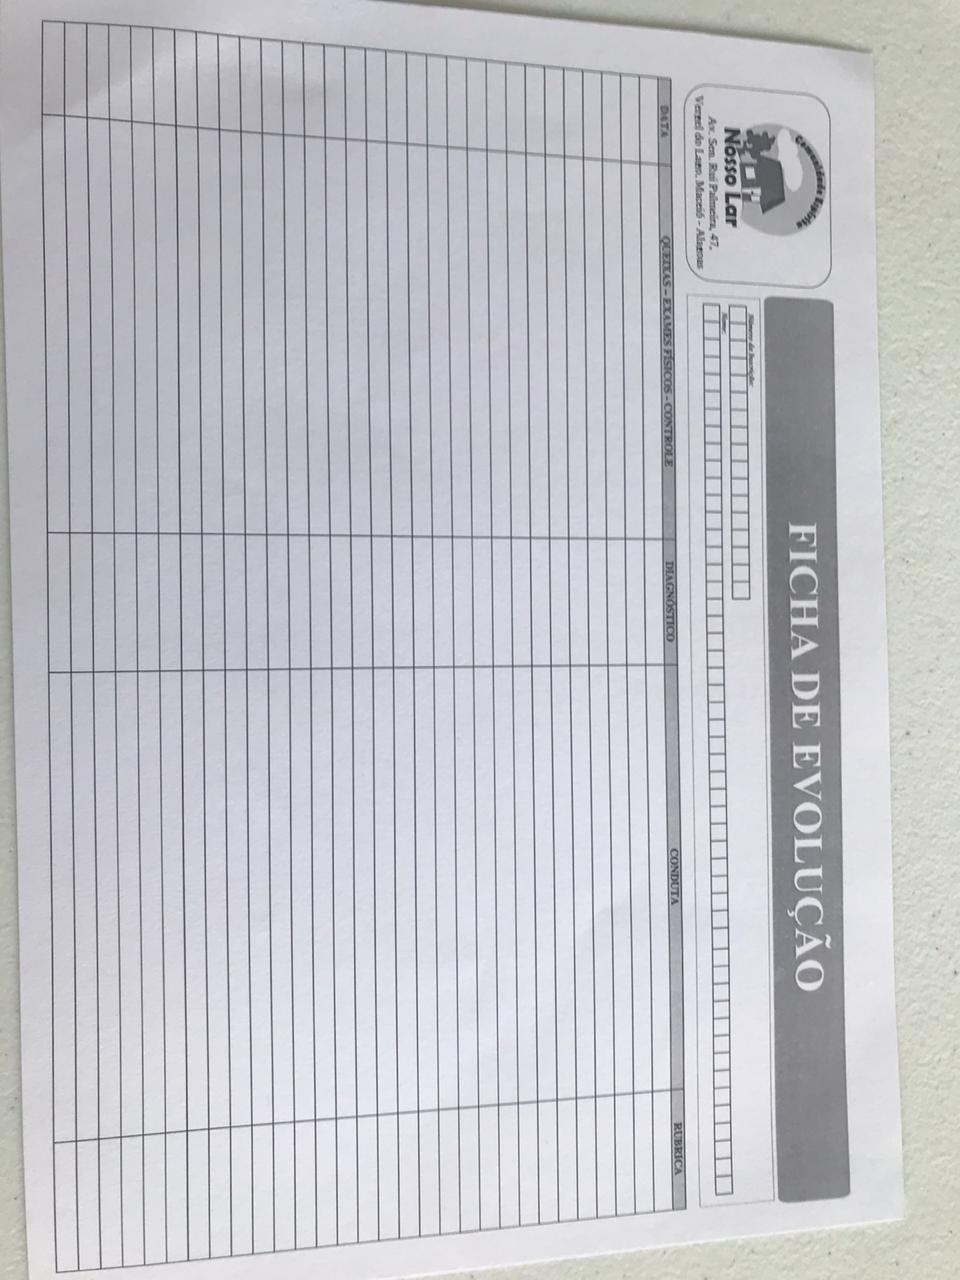 Comunidade Espírita
Nosso Lar
Av. Sen. Rui Palmeira, 47,
Vergel do Lago, Maceió - Alagoas
FICHA DE EVOLUÇÃO
Número da Inscrição:
Nome:
DATA
QUEIXAS – EXAMES FÍSICOS - CONTROLE
DIAGNÓSTICO
CONDUTA
RUBRICA